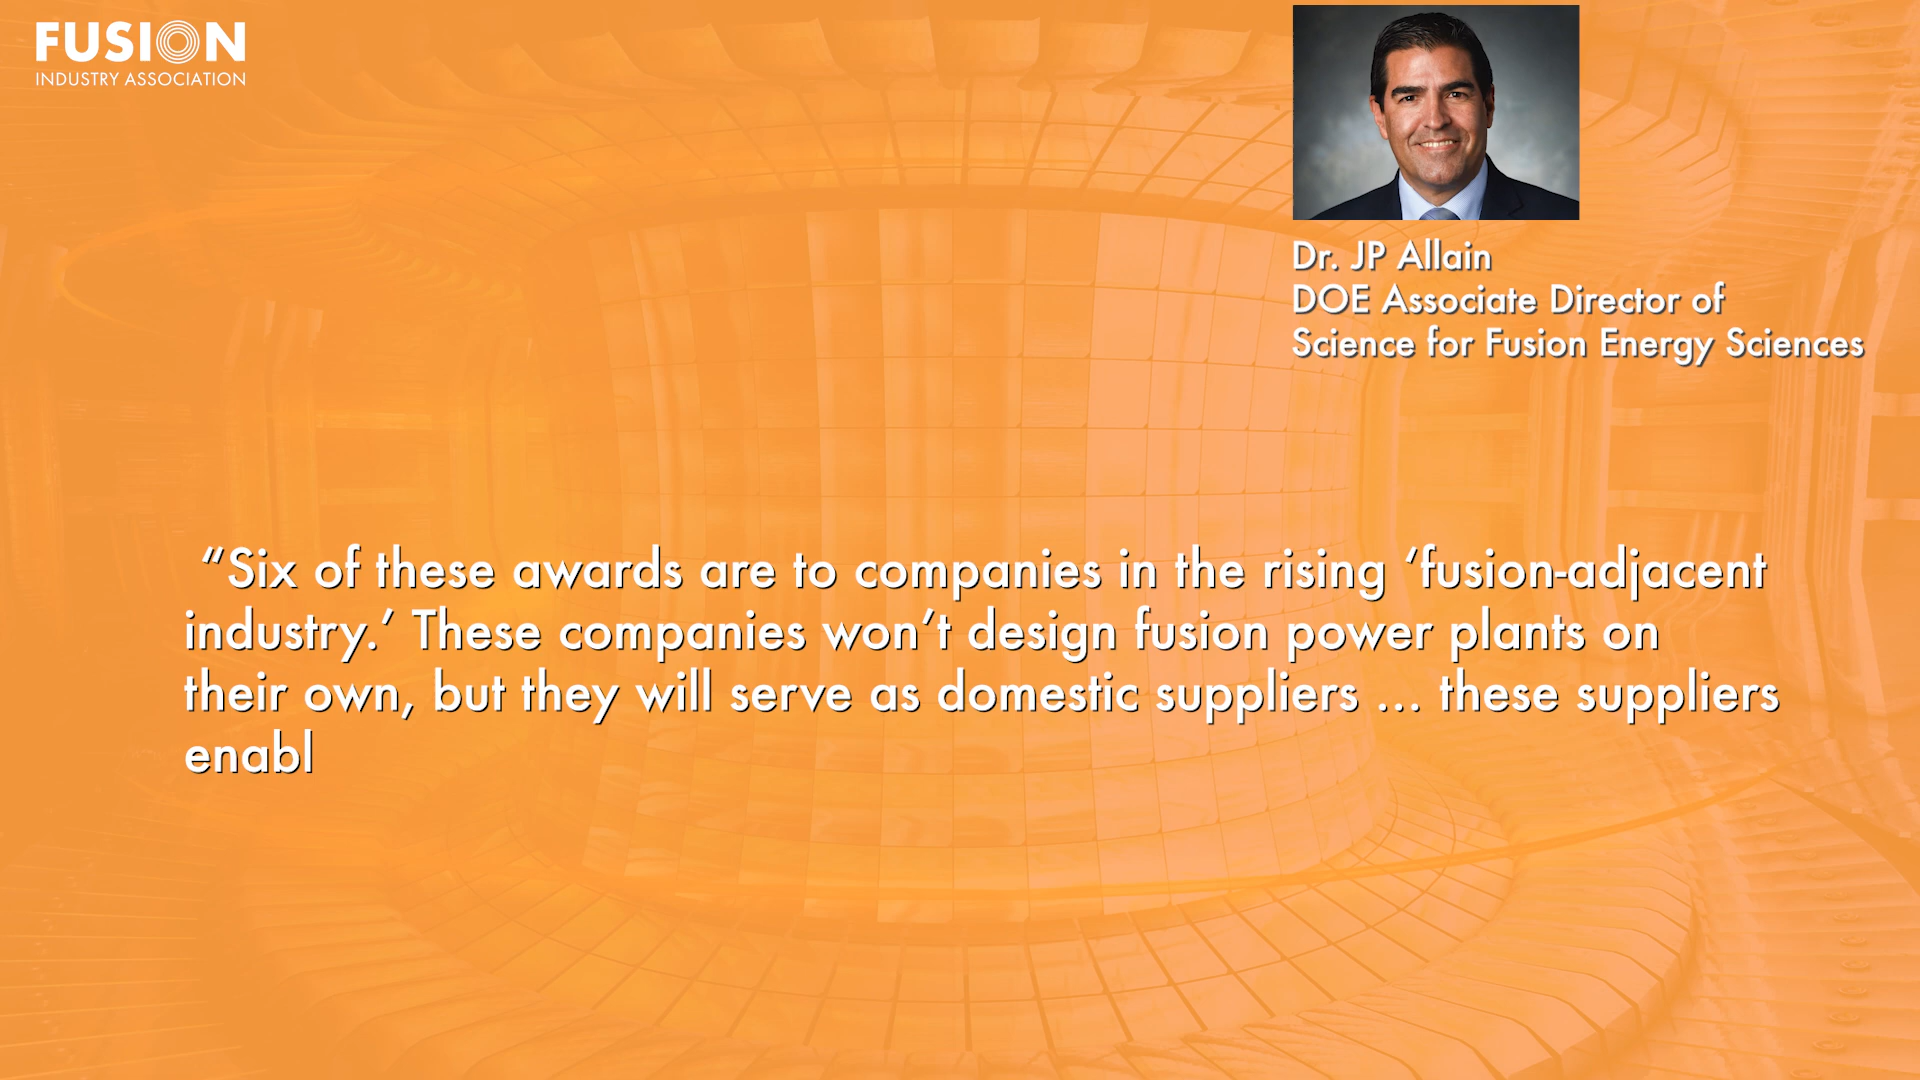 FUSION
INDUSTRY ASSOCIATION
Dr. JP Allain
DOE Associate Director of
Science for Fusion Energy Sciences
“Six of these awards are to companies in the rising ‘fusion-adjacent
industry.’ These companies won’t design fusion power plants on
their own, but they will serve as domestic suppliers ... these suppliers
enabl